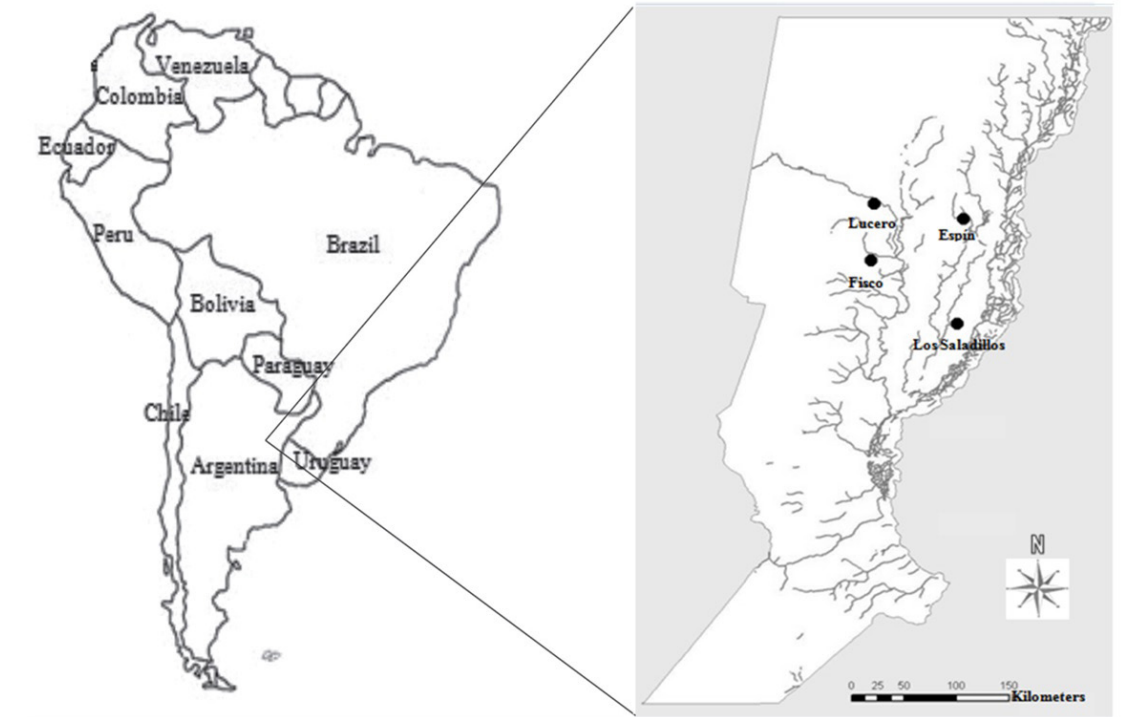 Venezuela
Colombia
Ecuador
Peru
Brazil
Bolivia
Paraguay
Chile
Argentina
Uruguay
Lucero
Espín
Fisco
Los Saladillos
N
0 25 50 100 150
Kilometers